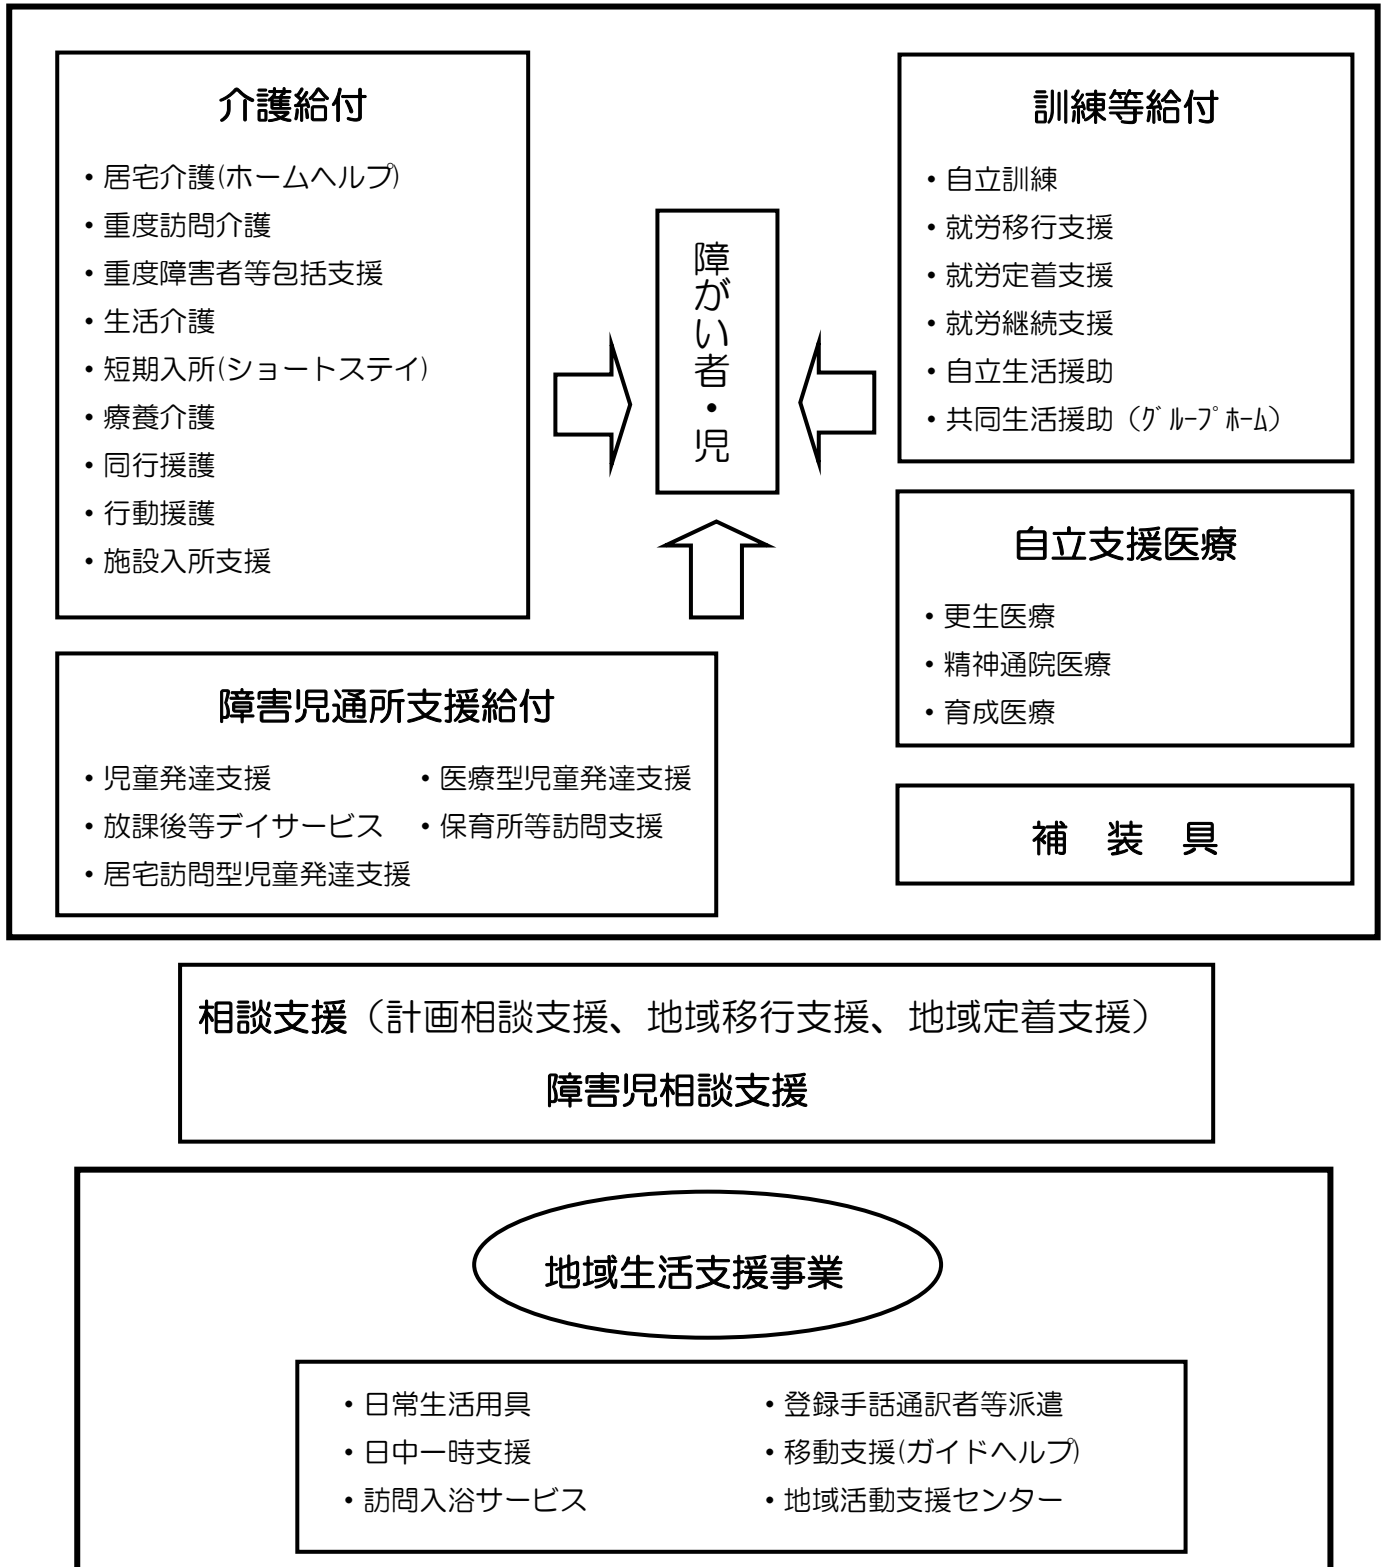 介護給付
・居宅介護(ホームヘルプ)
・重度訪問介護
・重度障害者等包括支援
・生活介護
・短期入所(ショートステイ)
・療養介護
・同行援護
・行動援護
・施設入所支援
障がい者・児
訓練等給付
・自立訓練
・就労移行支援
・就労定着支援
・就労継続支援
・自立生活援助
・共同生活援助（ｸﾞﾙｰﾌﾟﾎｰﾑ）
自立支援医療
・更生医療
・精神通院医療
・育成医療
補　装　具
障害児通所支援給付
・児童発達支援　・医療型児童発達支援
・放課後等デイサービス　・保育所等訪問支援
・居宅訪問型児童発達支援
相談支援（計画相談支援、地域移行支援、地域定着支援）
障害児相談支援
地域生活支援事業
・日常生活用具　・登録手話通訳者等派遣
・日中一時支援　・移動支援(ガイドヘルプ)
・訪問入浴サービス　・地域活動支援センター